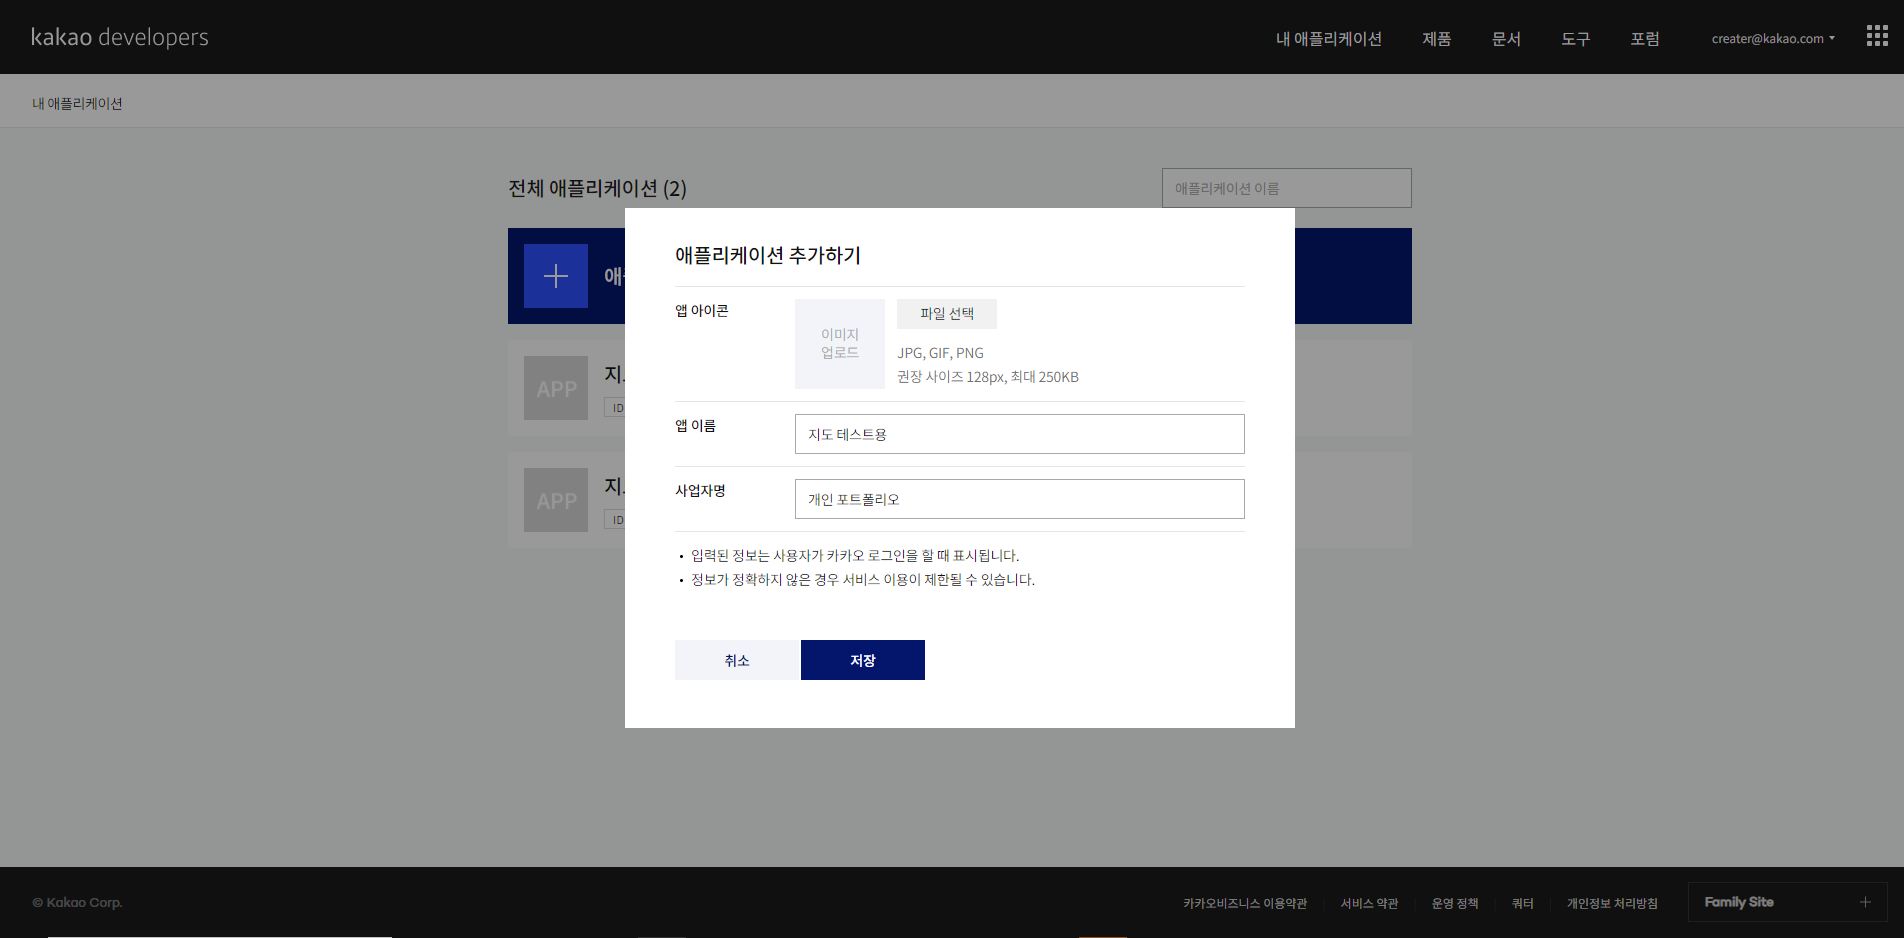 kakao developers
내 애플리케이션 제품 문서 도구 포럼 creater@kakao.com
내 애플리케이션
전체 애플리케이션 (2)
애플리케이션 이름
애플리케이션 추가하기
앱 아이콘
이미지
업로드
파일 선택
JPG, GIF, PNG
권장 사이즈 128px, 최대 250KB
앱 이름
지도 테스트용
사업자명
개인 포트폴리오
• 입력된 정보는 사용자가 카카오 로그인을 할 때 표시됩니다.
• 정보가 정확하지 않은 경우 서비스 이용이 제한될 수 있습니다.
취소 저장
APP
ID
APP
ID
© Kakao Corp.
카카오비즈니스 이용약관 서비스 약관 운영 정책 쿼터 개인정보 처리방침 Family Site